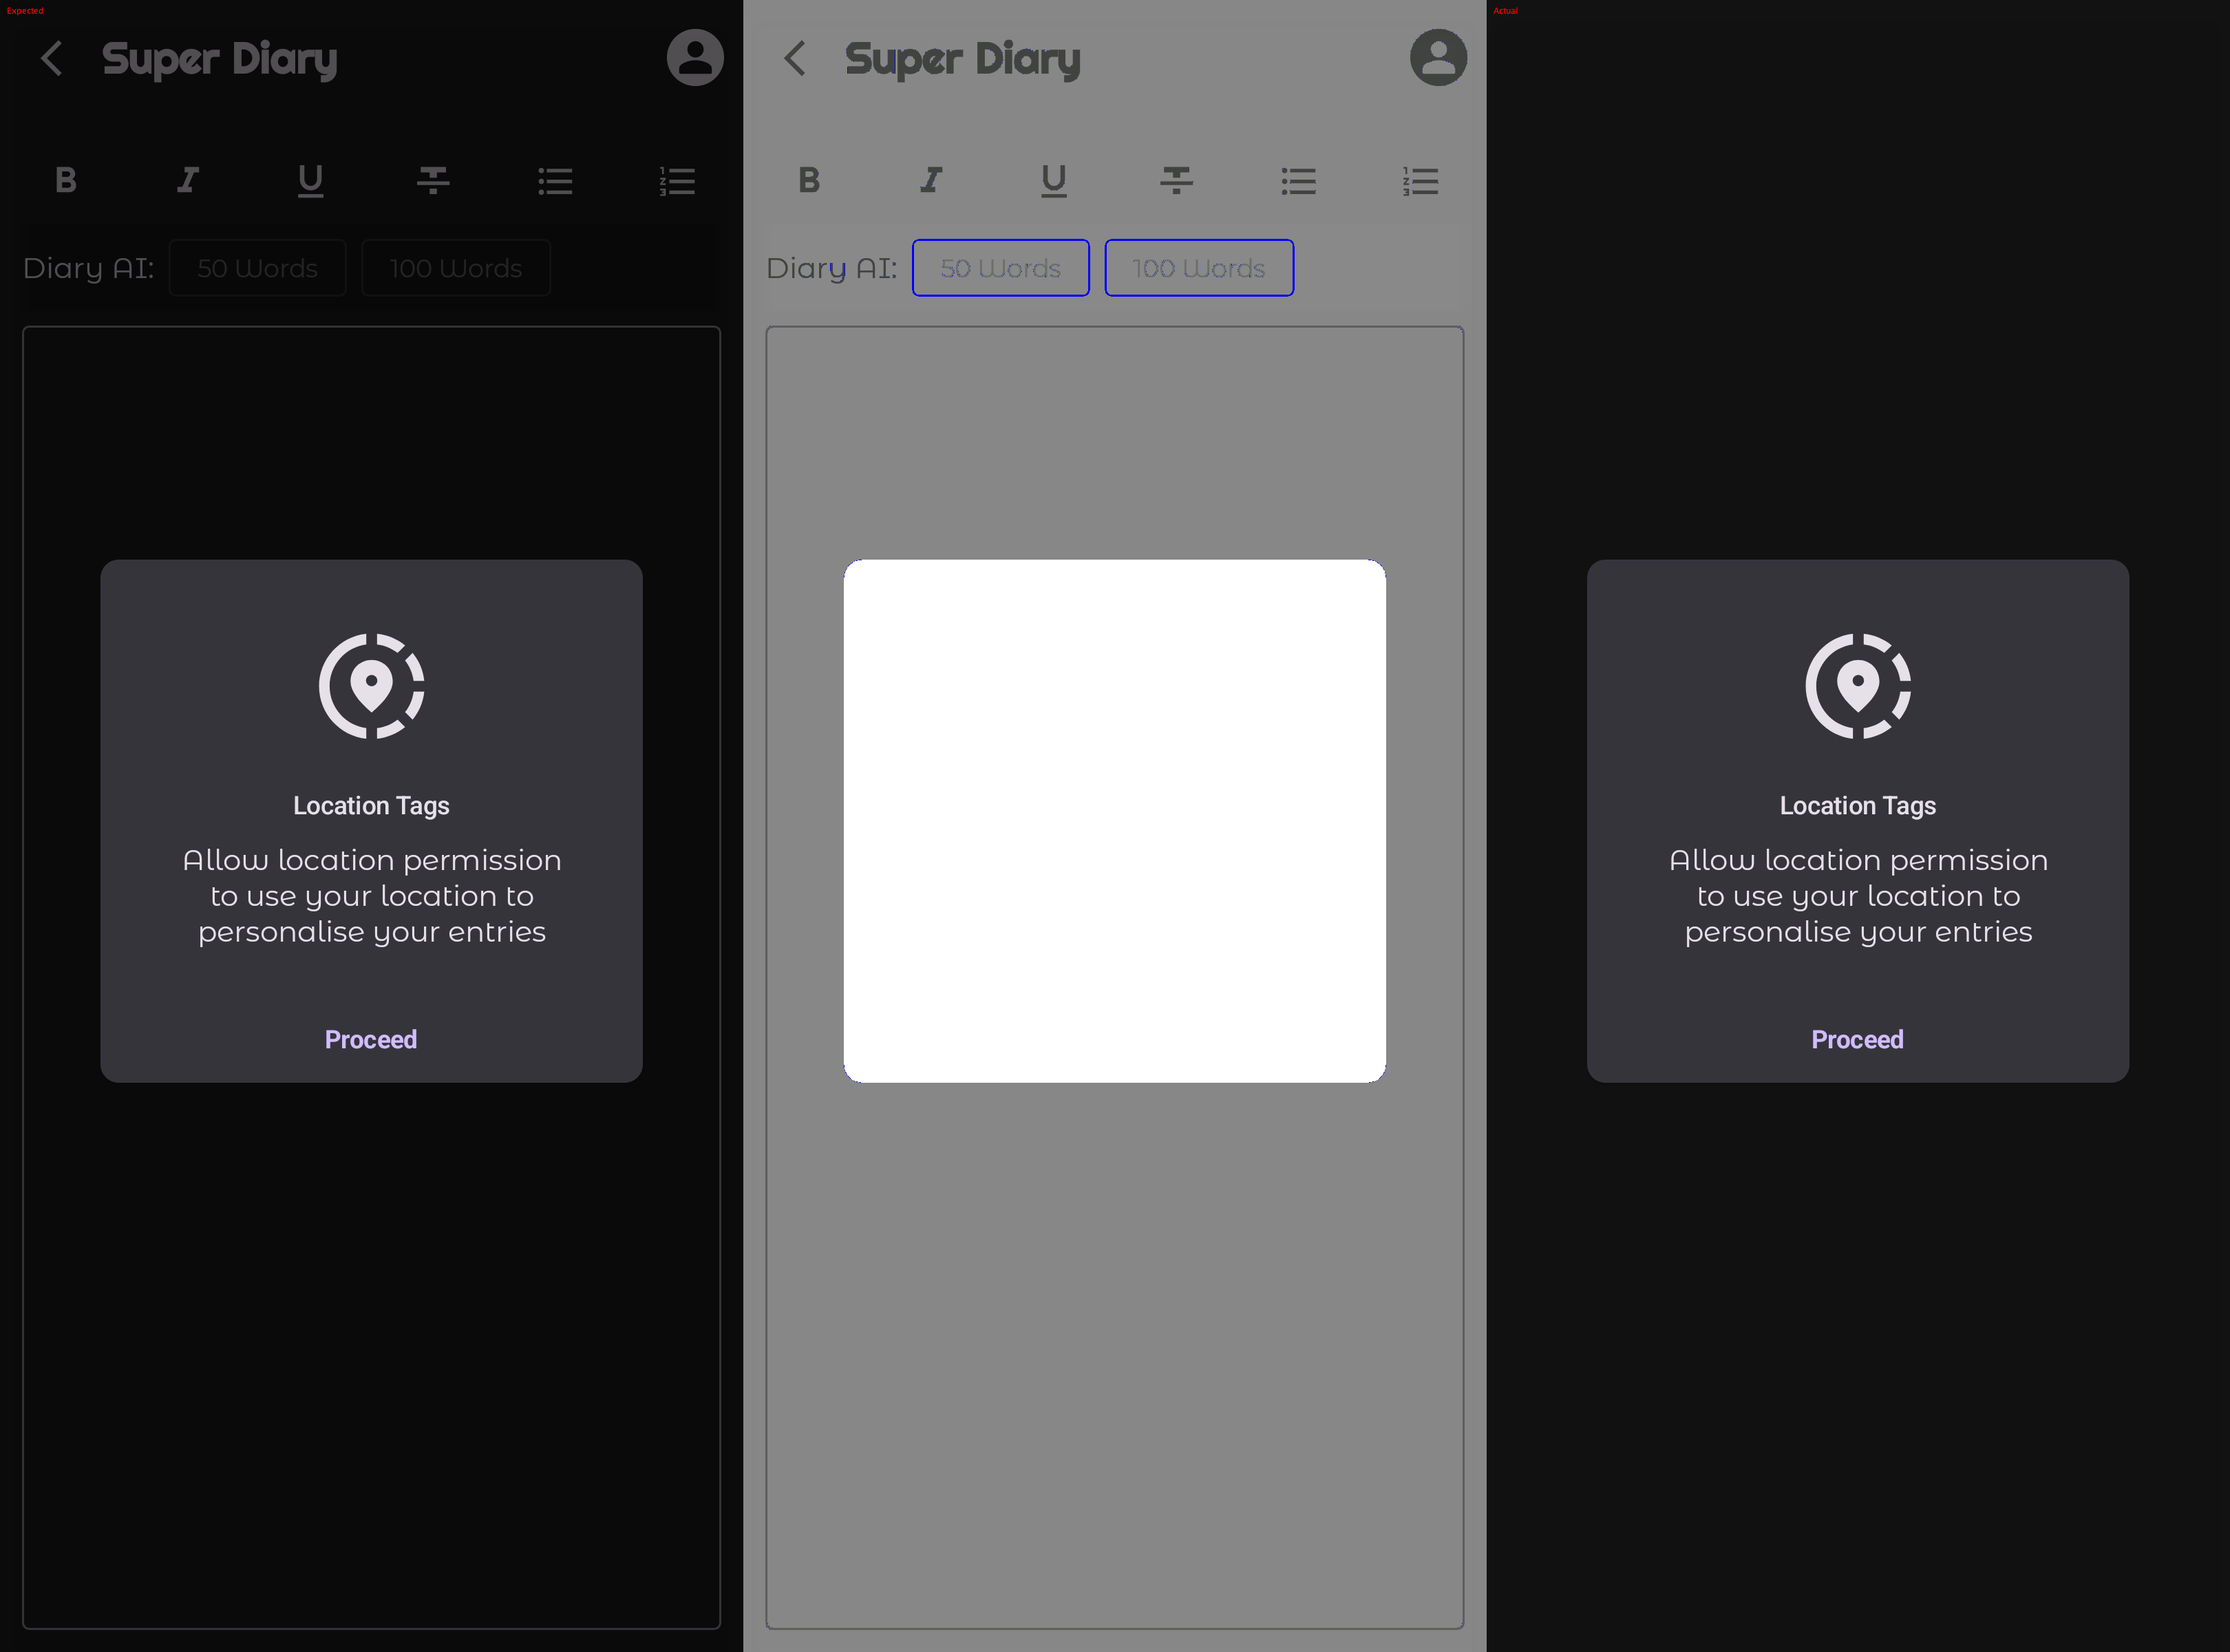 Expected
Super Diary
B I U T
Diary AI: 50 Words 100 Words
Location Tags
Allow location permission
to use your location to
personalise your entries
Proceed
Super Diary
B I U T
Diary AI: 50 Words 100 Words
Actual
Location Tags
Allow location permission
to use your location to
personalise your entries
Proceed